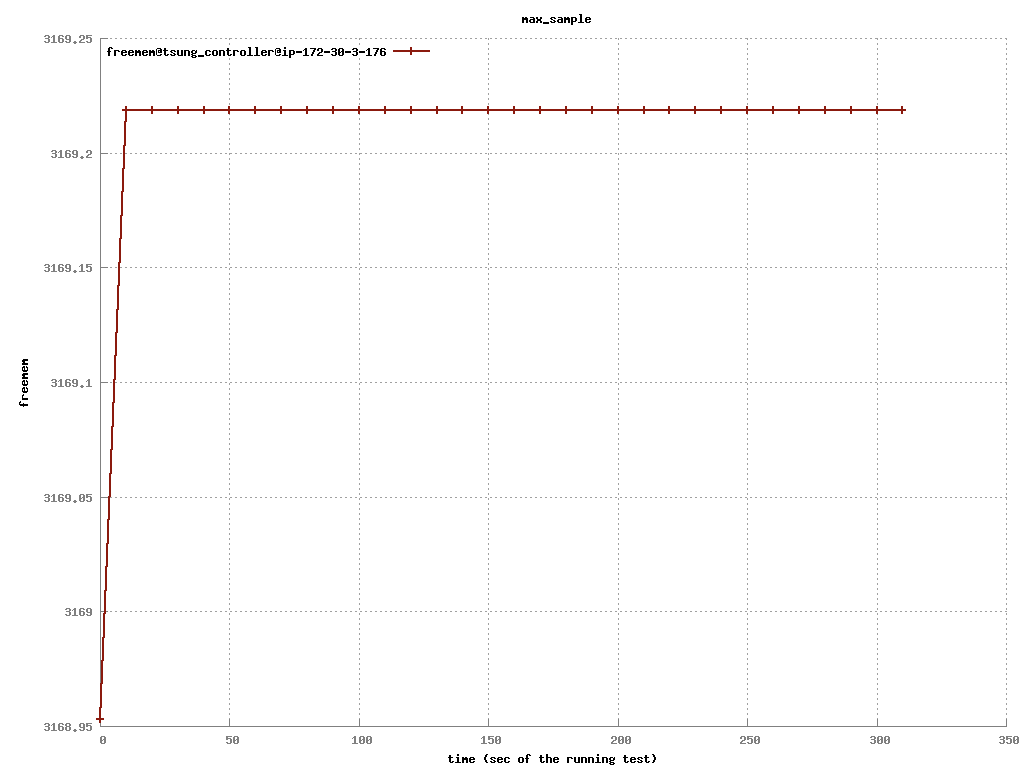 max_sample
3169.25
freemem@tsung_controller@ip-172-30-3-176
3169.2
3169.15
3169.1
freemem
3169.05
3169
3168.95
0 50 100 150 200 250 300 350
time (sec of the running test)